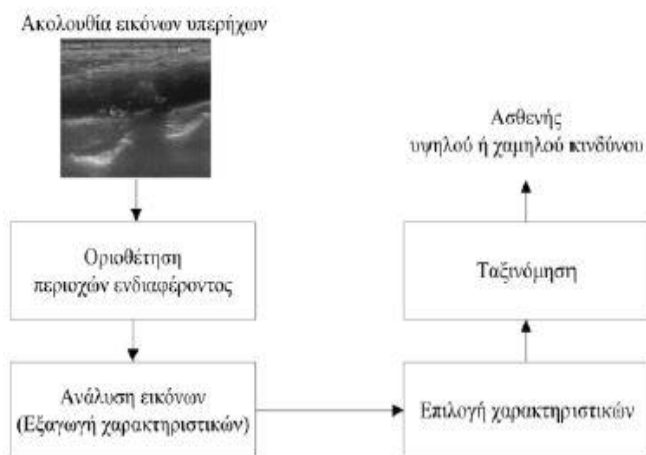 Ακολουθία εικόνων υπερήχων
Οριοθέτηση
περιοχών ενδιαφέροντος
Ανάλυση εικόνων
(Εξαγωγή χαρακτηριστικών)
Επιλογή χαρακτηριστικών
Ταξινόμηση
Ασθενής
υψηλού ή χαμηλού κινδύνου